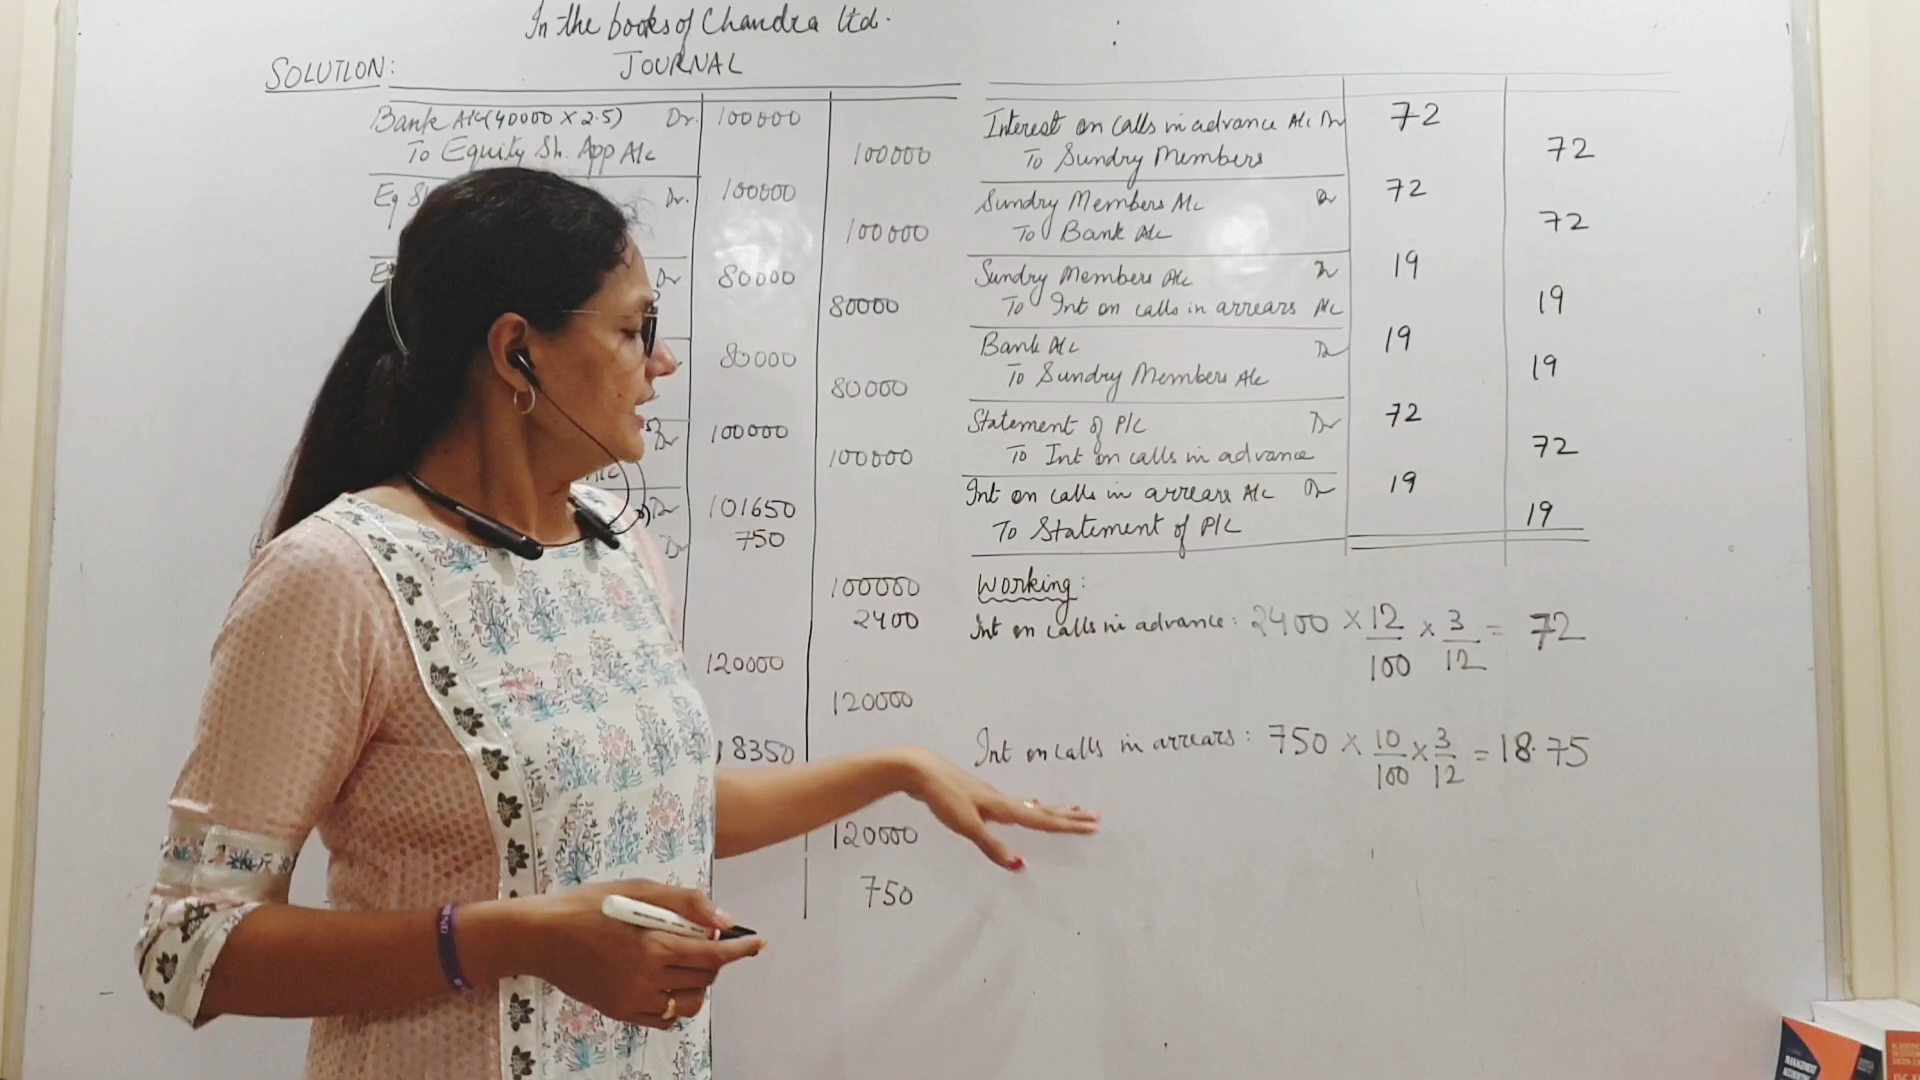 In the books of Chandra Ltd.
SOLUTION:
JOURNAL
Bank A/c (40000 × 2.5) Dr. 100000
To Equity Sh. App A/c 100000
Eq Dr. 100000
100000
Dr 80000
80000
80000
80000
Dr 100000
A/c 100000
Dr 101650
Dr 750
100000
2400
120000
120000
18350
120000
750
Interest on calls in advance A/c Dr 72
To Sundry Members 72
Sundry Members A/c Dr 72
To Bank A/c 72
Sundry Members A/c Dr 19
To Int on calls in arrears A/c 19
Bank A/c Dr 19
To Sundry Members A/c 19
Statement of P/L Dr 72
To Int on calls in advance 72
Int on calls in arrears A/c Dr 19
To Statement of P/L 19
Working:
Int on calls in advance: 2400 × 12/100 × 3/12 = 72
Int on calls in arrears: 750 × 10/100 × 3/12 = 18.75
MANAGEMENT